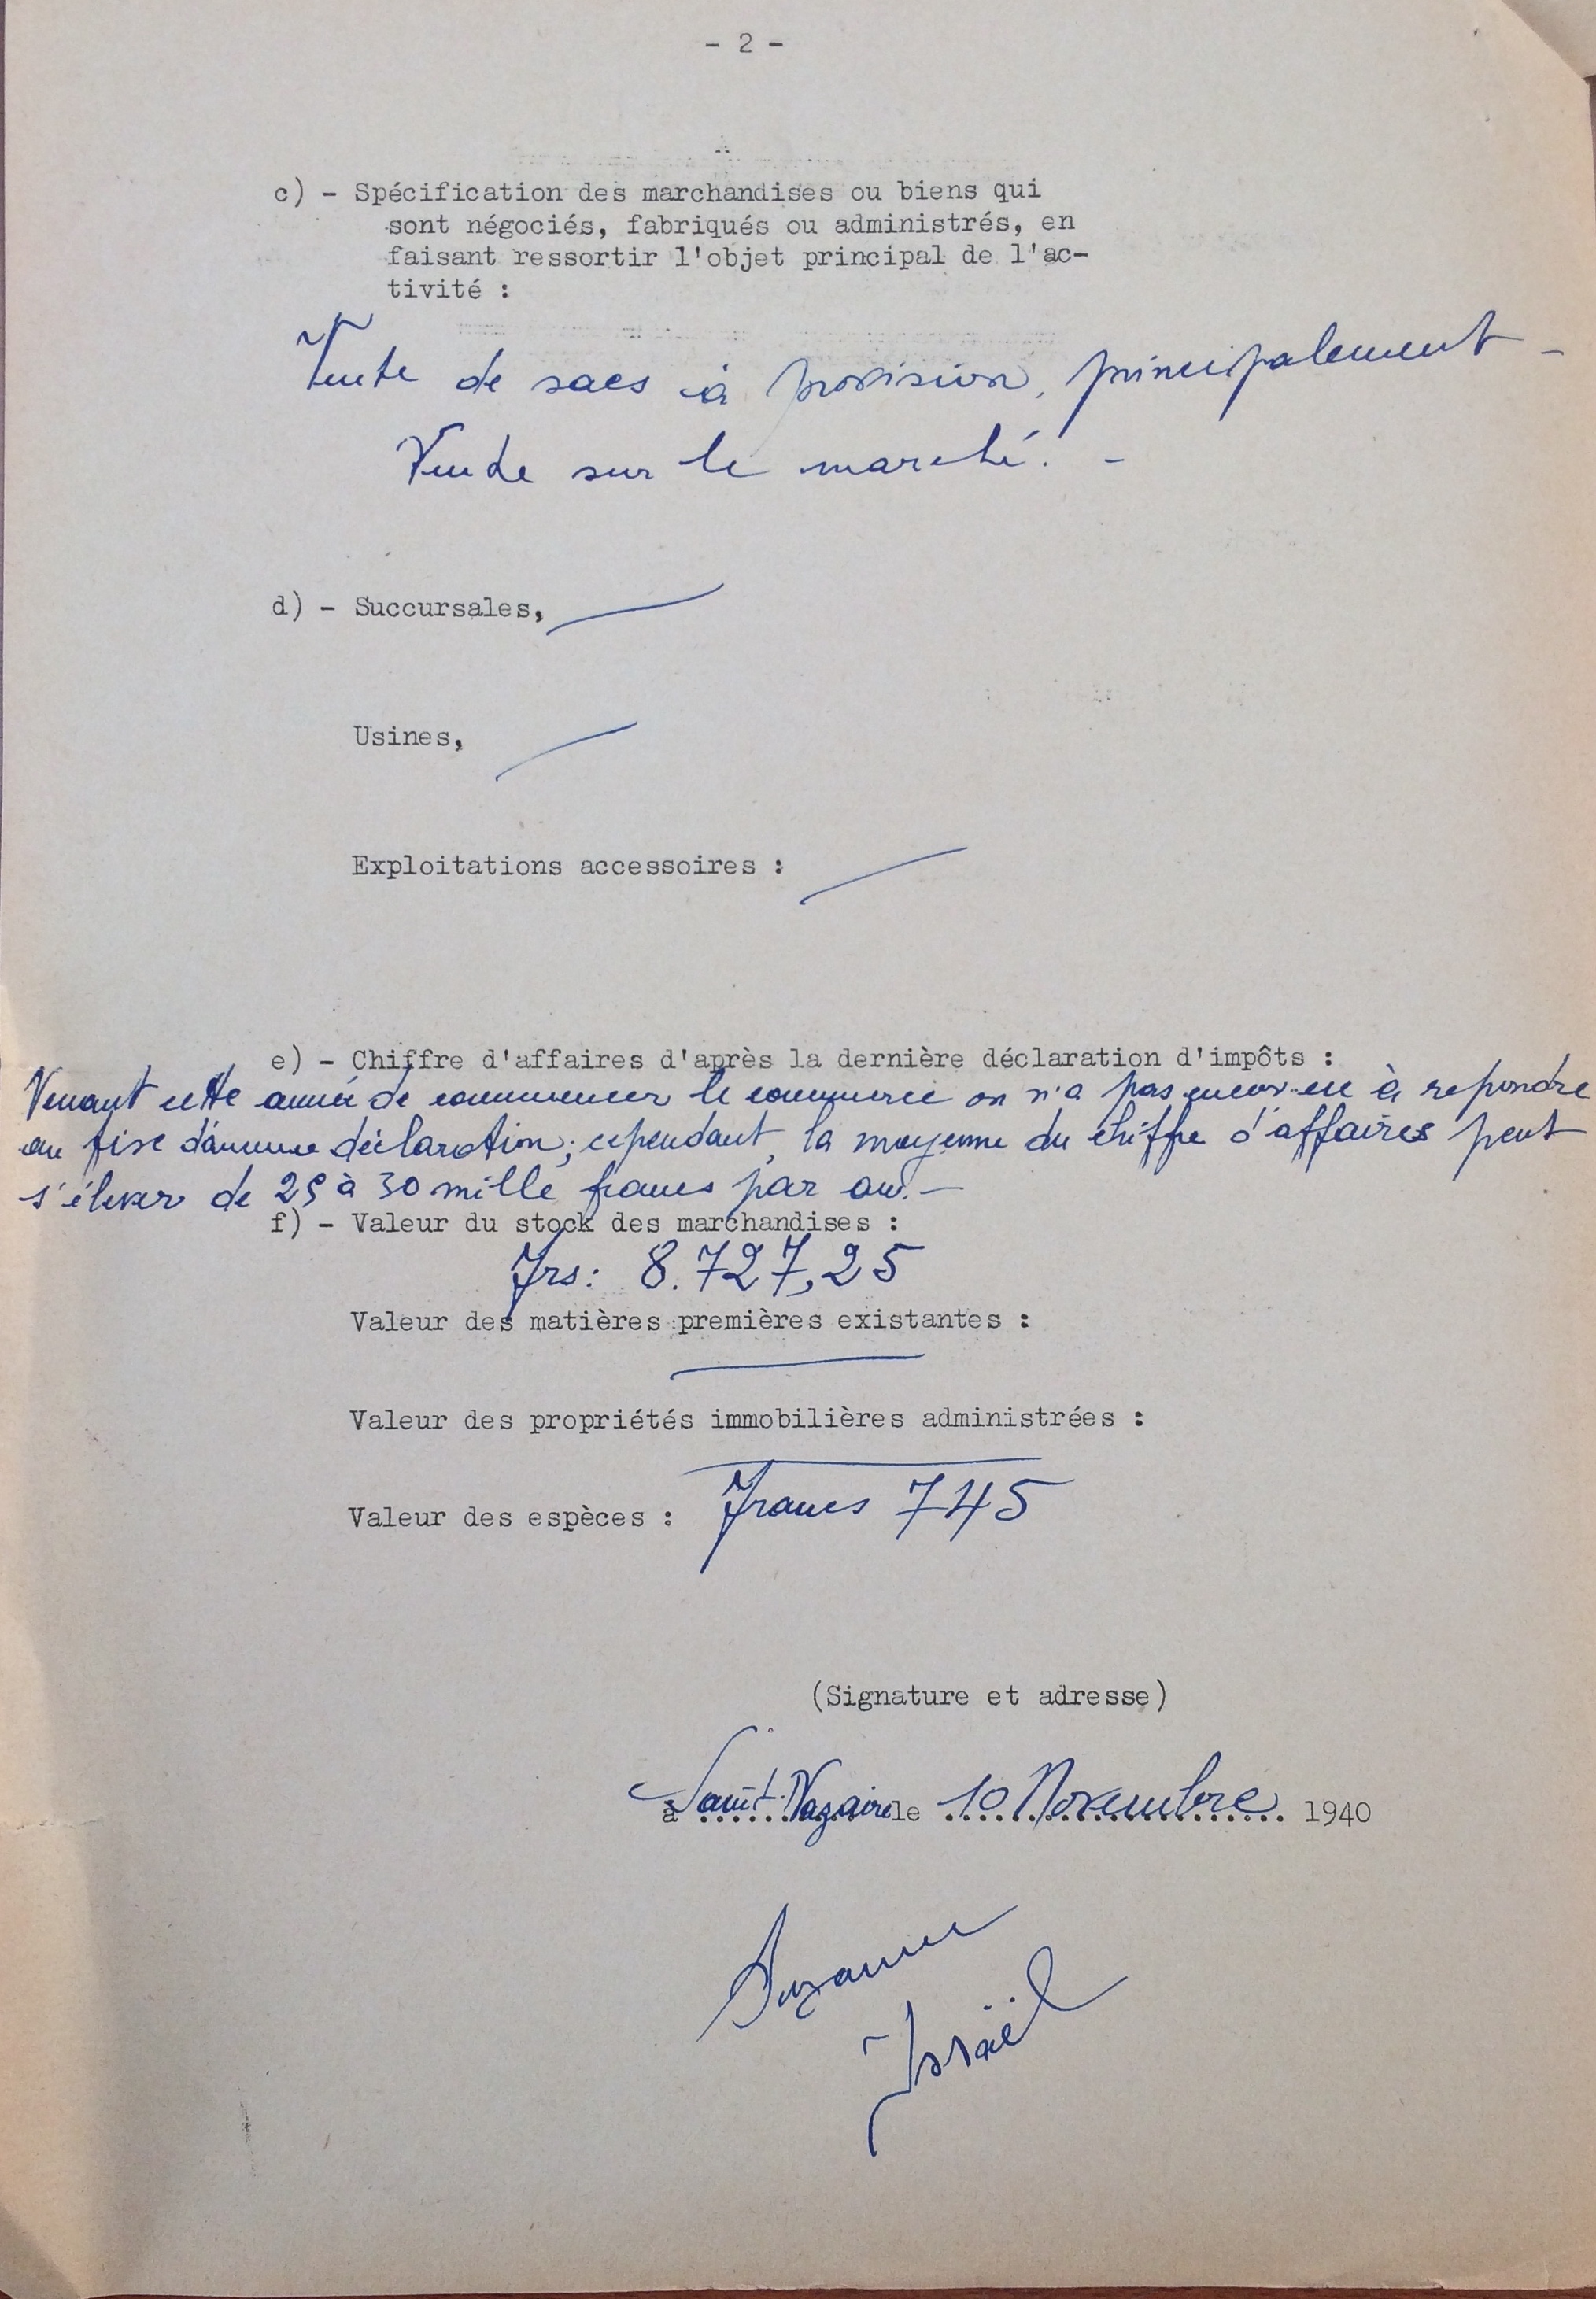 - 2 -
c) - Spécification des marchandises ou biens qui
sont négociés, fabriqués ou administrés, en
faisant ressortir l'objet principal de l'ac-
tivité :
Vente de sacs à provision, principalement -
Vende sur le marché. -
d) - Succursales,
Usines,
Exploitations accessoires :
e) - Chiffre d'affaires d'après la dernière déclaration d'impôts :
Venant cette année de commencer le commerce on n'a pas encore eu à repondre
au fisc d'aucune déclaration; cependant, la moyenne du chiffre d'affaires peut
s'élever de 25 à 30 mille francs par an. -
f) - Valeur du stock des marchandises :
Frs: 8.727,25
Valeur des matières premières existantes :
Valeur des propriétés immobilières administrées :
Valeur des espèces : Francs 745
(Signature et adresse)
à Saint-Nazaire le 10 Novembre 1940
Suzanne
Israël